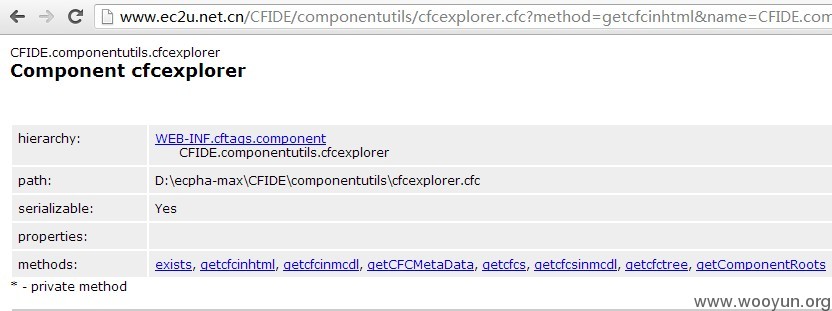 www.ec2u.net.cn/CFIDE/componentutils/cfcexplorer.cfc?method=getcfcinhtml&name=CFIDE.com
CFIDE.componentutils.cfcexplorer
Component cfcexplorer
hierarchy: WEB-INF.cftags.component
CFIDE.componentutils.cfcexplorer
path: D:\ecpha-max\CFIDE\componentutils\cfcexplorer.cfc
serializable: Yes
properties:
methods: exists, getcfcinhtml, getcfcinmcdl, getCFCMetaData, getcfcs, getcfcsinmcdl, getcfctree, getComponentRoots
* - private method
www.wooyun.org